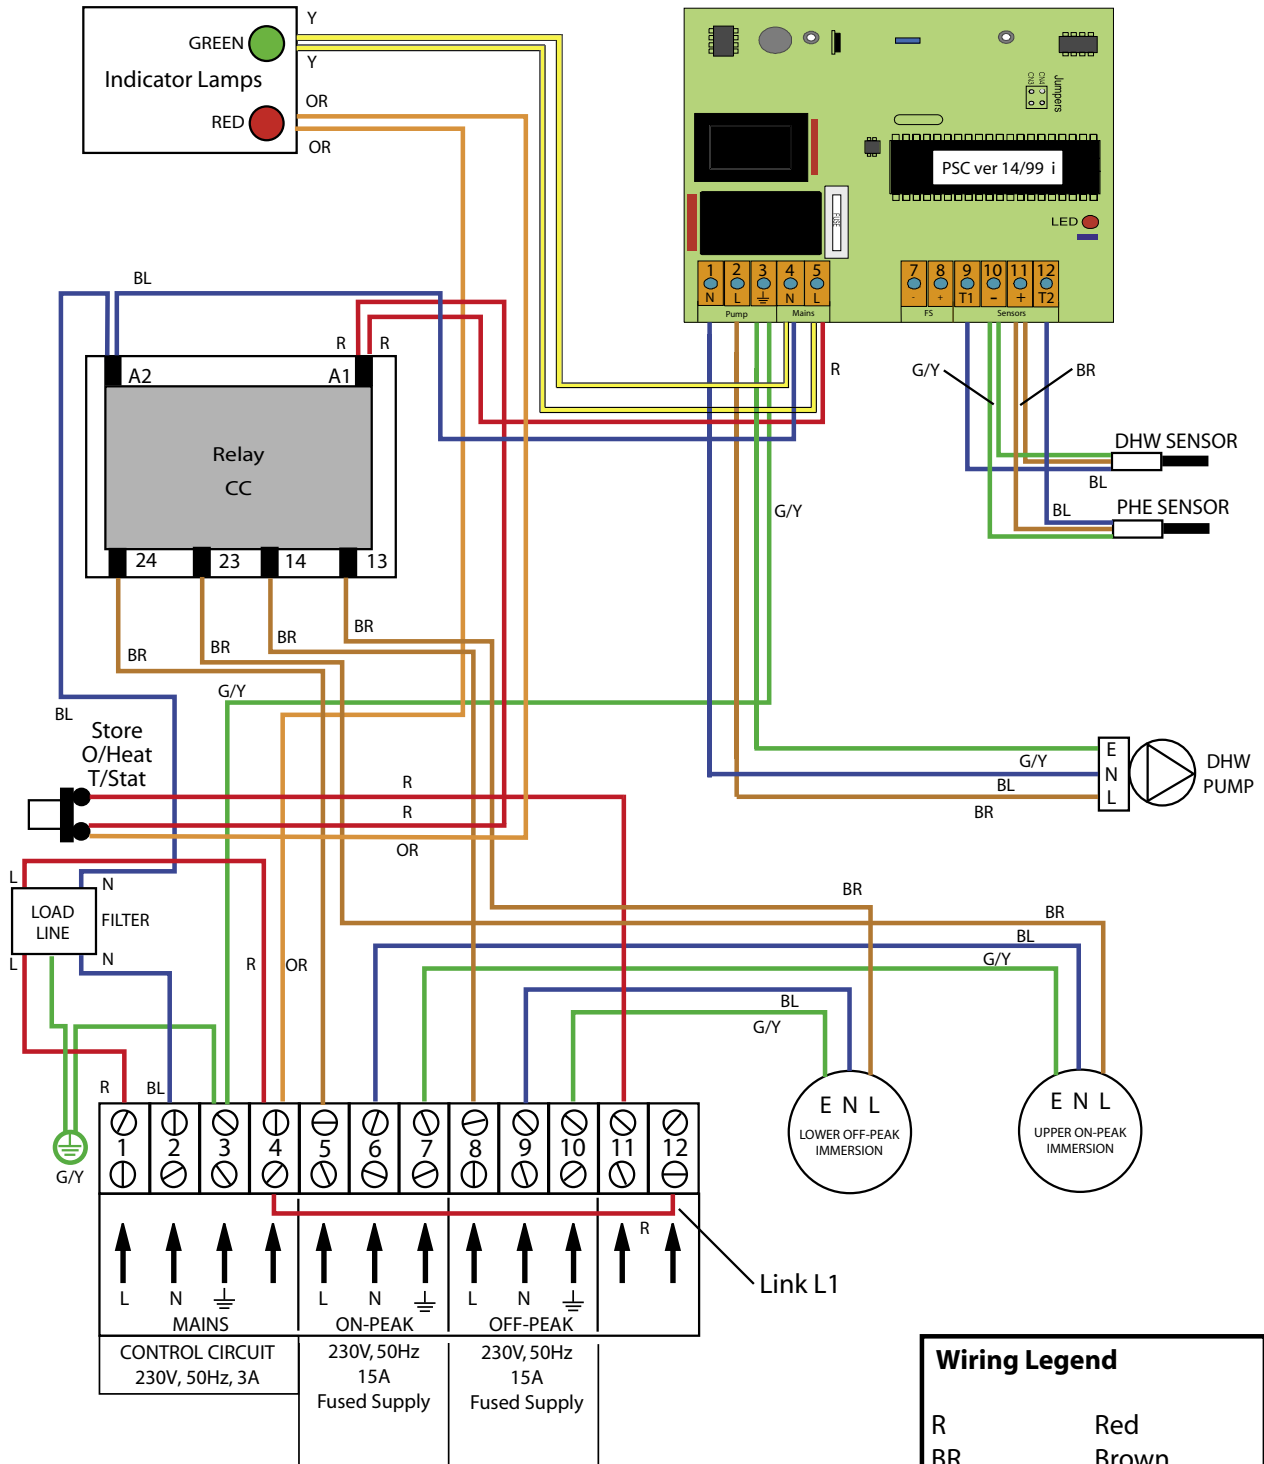 Y
GREEN
Y
Indicator Lamps
OR
RED
OR
CN3
CN4
Jumpers
PSC ver 14/99 i
FUSE
LED
1 2 3 4 5
N L N L
Pump Mains
7 8 9 10 11 12
- + T1 - + T2
FS Sensors
BL
R R
A2 A1
R
G/Y
BR
Relay
CC
DHW SENSOR
BL
PHE SENSOR
BL
G/Y
24 23 14 13
BR
BR
BR
BR
G/Y
BL
Store
O/Heat
T/Stat
R
R
OR
E
N
L
G/Y
BL
BR
DHW
PUMP
L
N
LOAD
LINE
FILTER
L
N
BR
BR
BL
G/Y
R
OR
BL
G/Y
R
BL
G/Y
E N L
LOWER OFF-PEAK
IMMERSION
E N L
UPPER ON-PEAK
IMMERSION
1 2 3 4 5 6 7 8 9 10 11 12
R
Link L1
L N L N L N
MAINS ON-PEAK OFF-PEAK
CONTROL CIRCUIT
230V, 50Hz, 3A
230V, 50Hz
15A
Fused Supply
230V, 50Hz
15A
Fused Supply
Wiring Legend
R Red
BR Brown